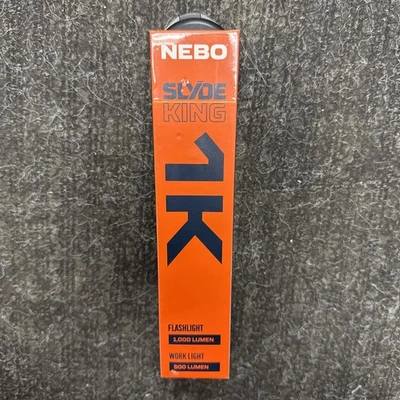 NEBO
SLYDE
KING
1K
FLASHLIGHT
1,000 LUMEN
WORK LIGHT
500 LUMEN